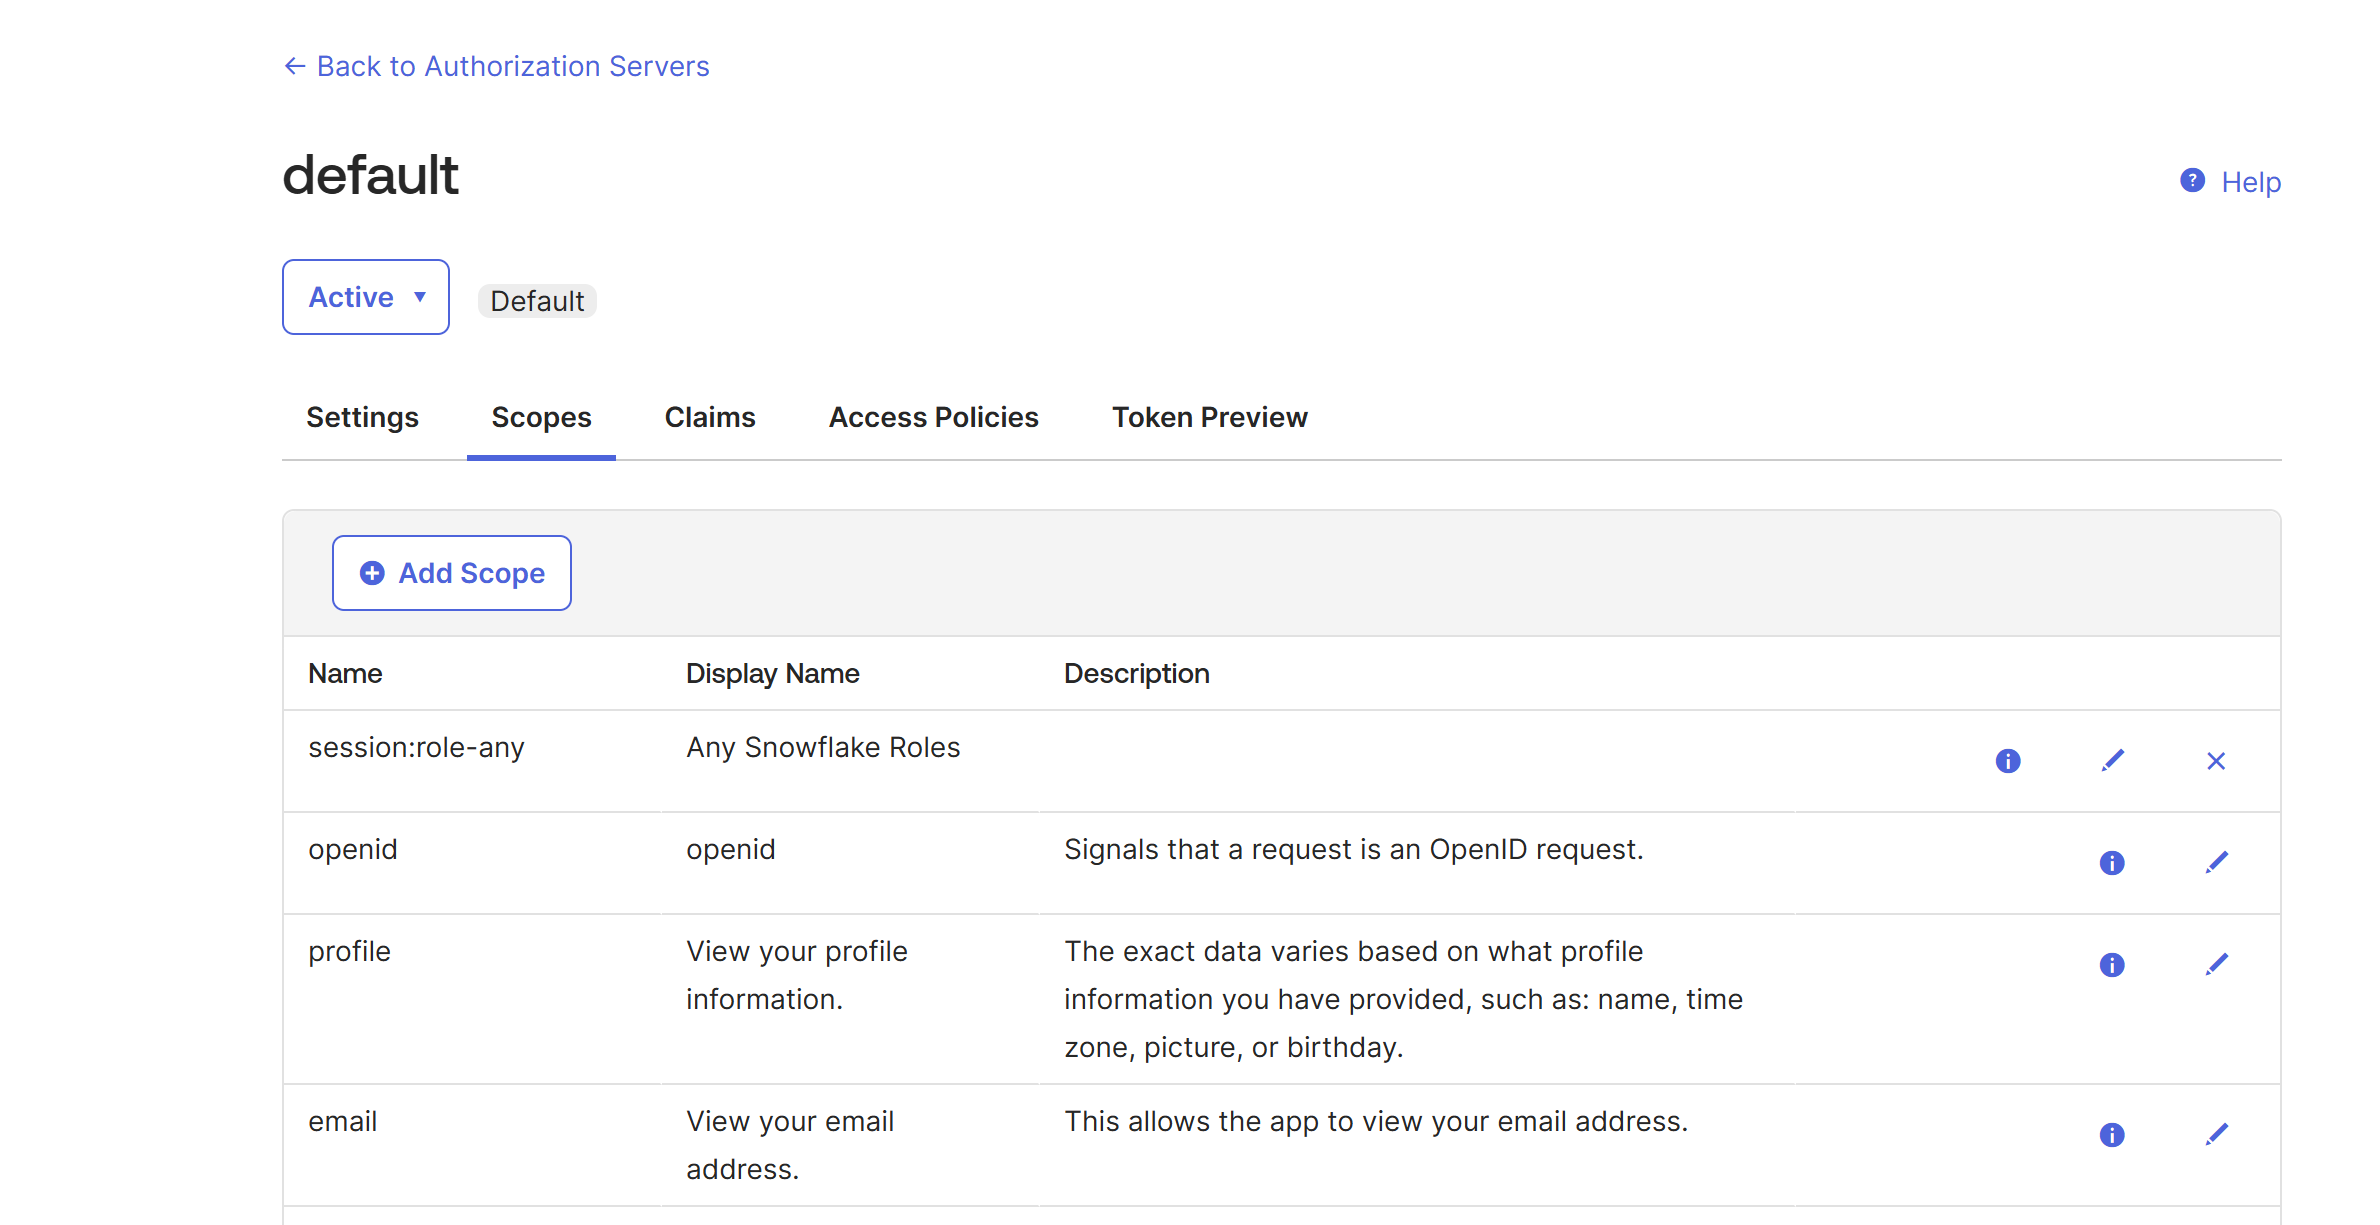 ← Back to Authorization Servers
default
Help
Active
Default
Settings Scopes Claims Access Policies Token Preview
Add Scope
Name Display Name Description
session:role-any Any Snowflake Roles
openid openid Signals that a request is an OpenID request.
profile View your profile The exact data varies based on what profile
information. information you have provided, such as: name, time
zone, picture, or birthday.
email View your email This allows the app to view your email address.
address.